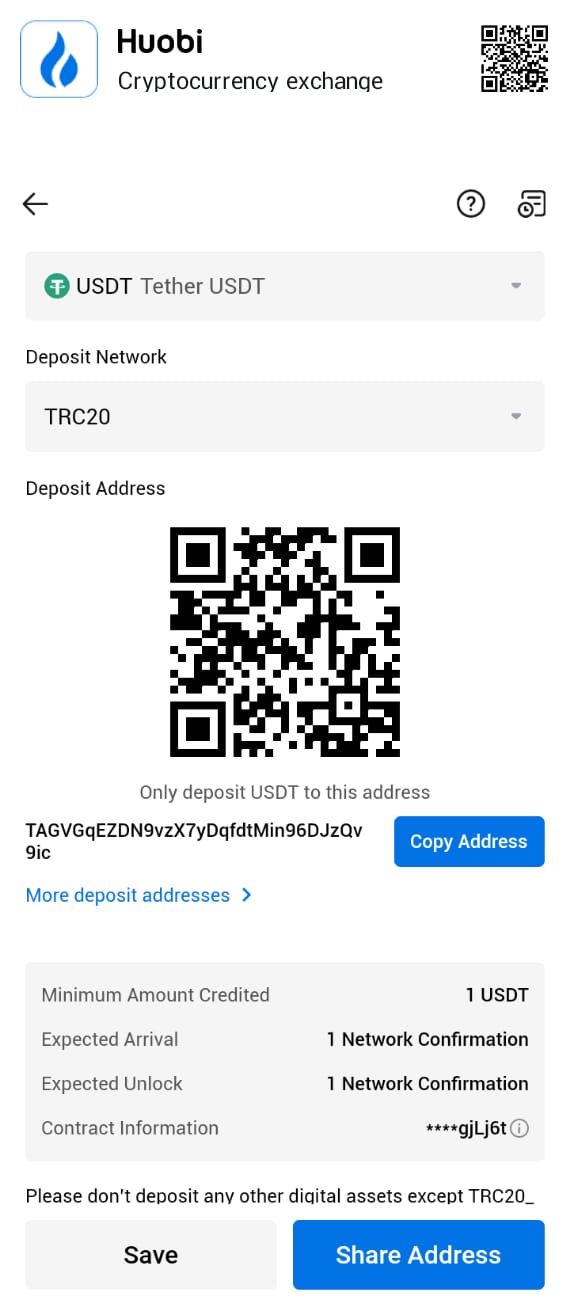 Huobi
Cryptocurrency exchange
USDT Tether USDT
Deposit Network
TRC20
Deposit Address
Only deposit USDT to this address
TAGVGqEZDN9vzX7yDqfdtMin96DJzQv
9ic
Copy Address
More deposit addresses
Minimum Amount Credited 1 USDT
Expected Arrival 1 Network Confirmation
Expected Unlock 1 Network Confirmation
Contract Information ****gjLj6t
Please don't deposit any other digital assets except TRC20_
Save
Share Address